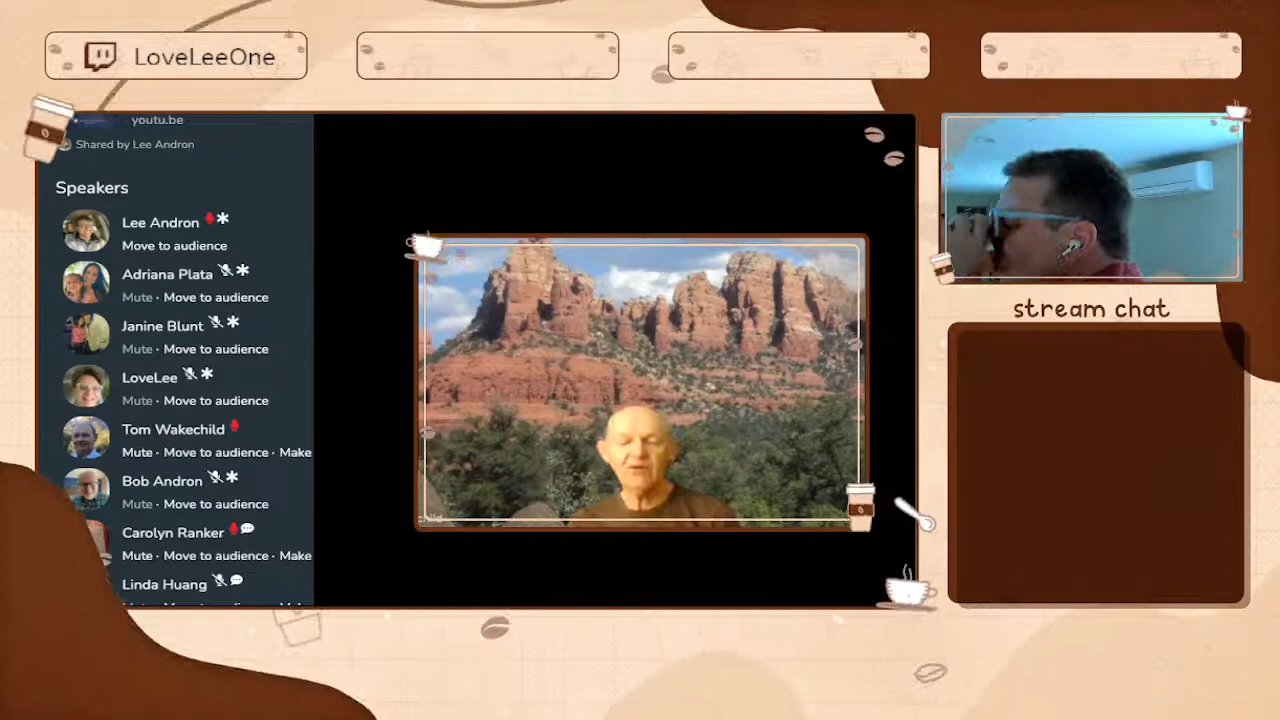 LoveLeeOne
youtu.be
Shared by Lee Andron
Speakers
Lee Andron
Move to audience
Adriana Plata
Mute · Move to audience
Janine Blunt
Mute · Move to audience
LoveLee
Mute · Move to audience
Tom Wakechild
Mute · Move to audience · Make
Bob Andron
Mute · Move to audience
Carolyn Ranker
Mute · Move to audience · Make
Linda Huang
child
stream chat